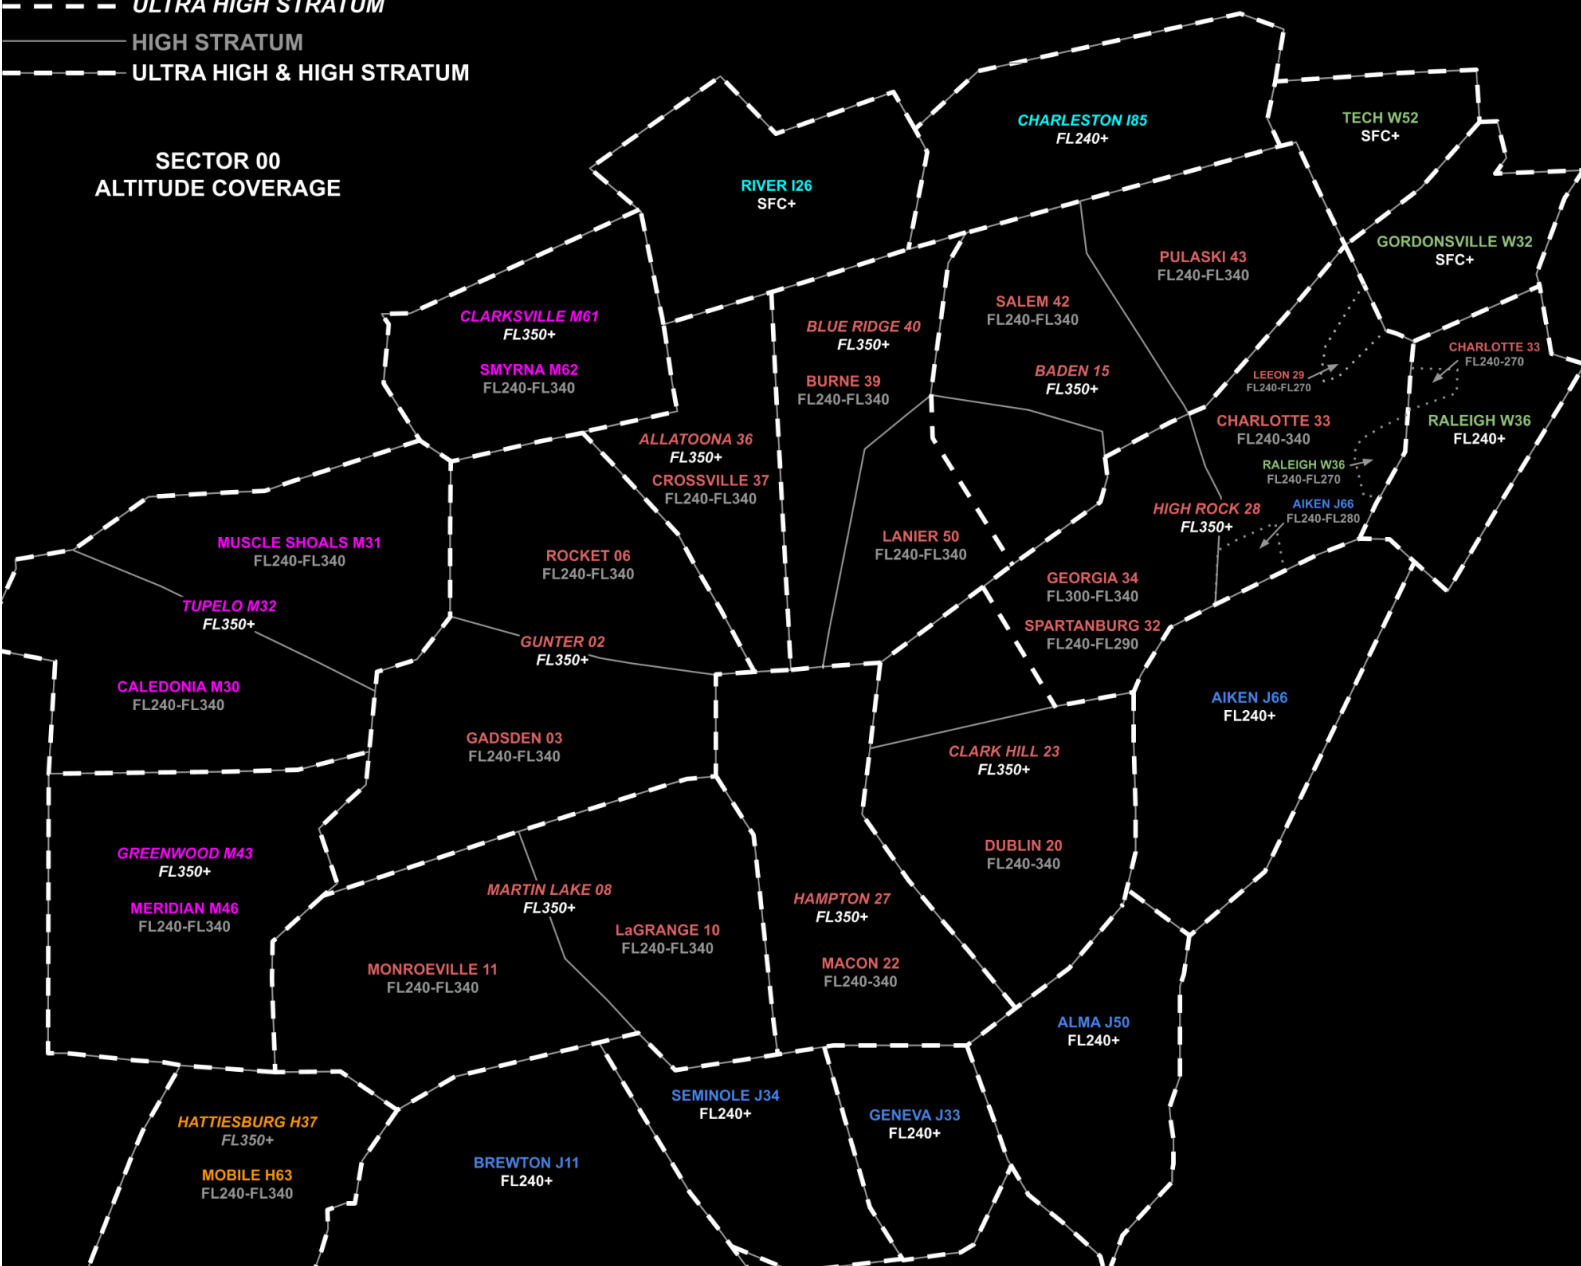 ULTRA HIGH STRATUM
HIGH STRATUM
ULTRA HIGH & HIGH STRATUM
SECTOR 00
ALTITUDE COVERAGE
CHARLESTON I85
FL240+
TECH W52
SFC+
RIVER I26
SFC+
GORDONSVILLE W32
SFC+
PULASKI 43
FL240-FL340
SALEM 42
FL240-FL340
CLARKSVILLE M61
FL350+
BLUE RIDGE 40
FL350+
CHARLOTTE 33
FL240-270
SMYRNA M62
FL240-FL340
BURNE 39
FL240-FL340
BADEN 15
FL350+
LEEON 29
FL240-FL270
CHARLOTTE 33
FL240-340
RALEIGH W36
FL240+
ALLATOONA 36
FL350+
CROSSVILLE 37
FL240-FL340
RALEIGH W36
FL240-FL270
AIKEN J66
FL240-FL280
HIGH ROCK 28
FL350+
MUSCLE SHOALS M31
FL240-FL340
ROCKET 06
FL240-FL340
LANIER 50
FL240-FL340
GEORGIA 34
FL300-FL340
TUPELO M32
FL350+
SPARTANBURG 32
FL240-FL290
GUNTER 02
FL350+
CALEDONIA M30
FL240-FL340
AIKEN J66
FL240+
GADSDEN 03
FL240-FL340
CLARK HILL 23
FL350+
GREENWOOD M43
FL350+
DUBLIN 20
FL240-340
MERIDIAN M46
FL240-FL340
MARTIN LAKE 08
FL350+
HAMPTON 27
FL350+
LaGRANGE 10
FL240-FL340
MONROEVILLE 11
FL240-FL340
MACON 22
FL240-340
ALMA J50
FL240+
SEMINOLE J34
FL240+
GENEVA J33
FL240+
HATTIESBURG H37
FL350+
BREWTON J11
FL240+
MOBILE H63
FL240-FL340